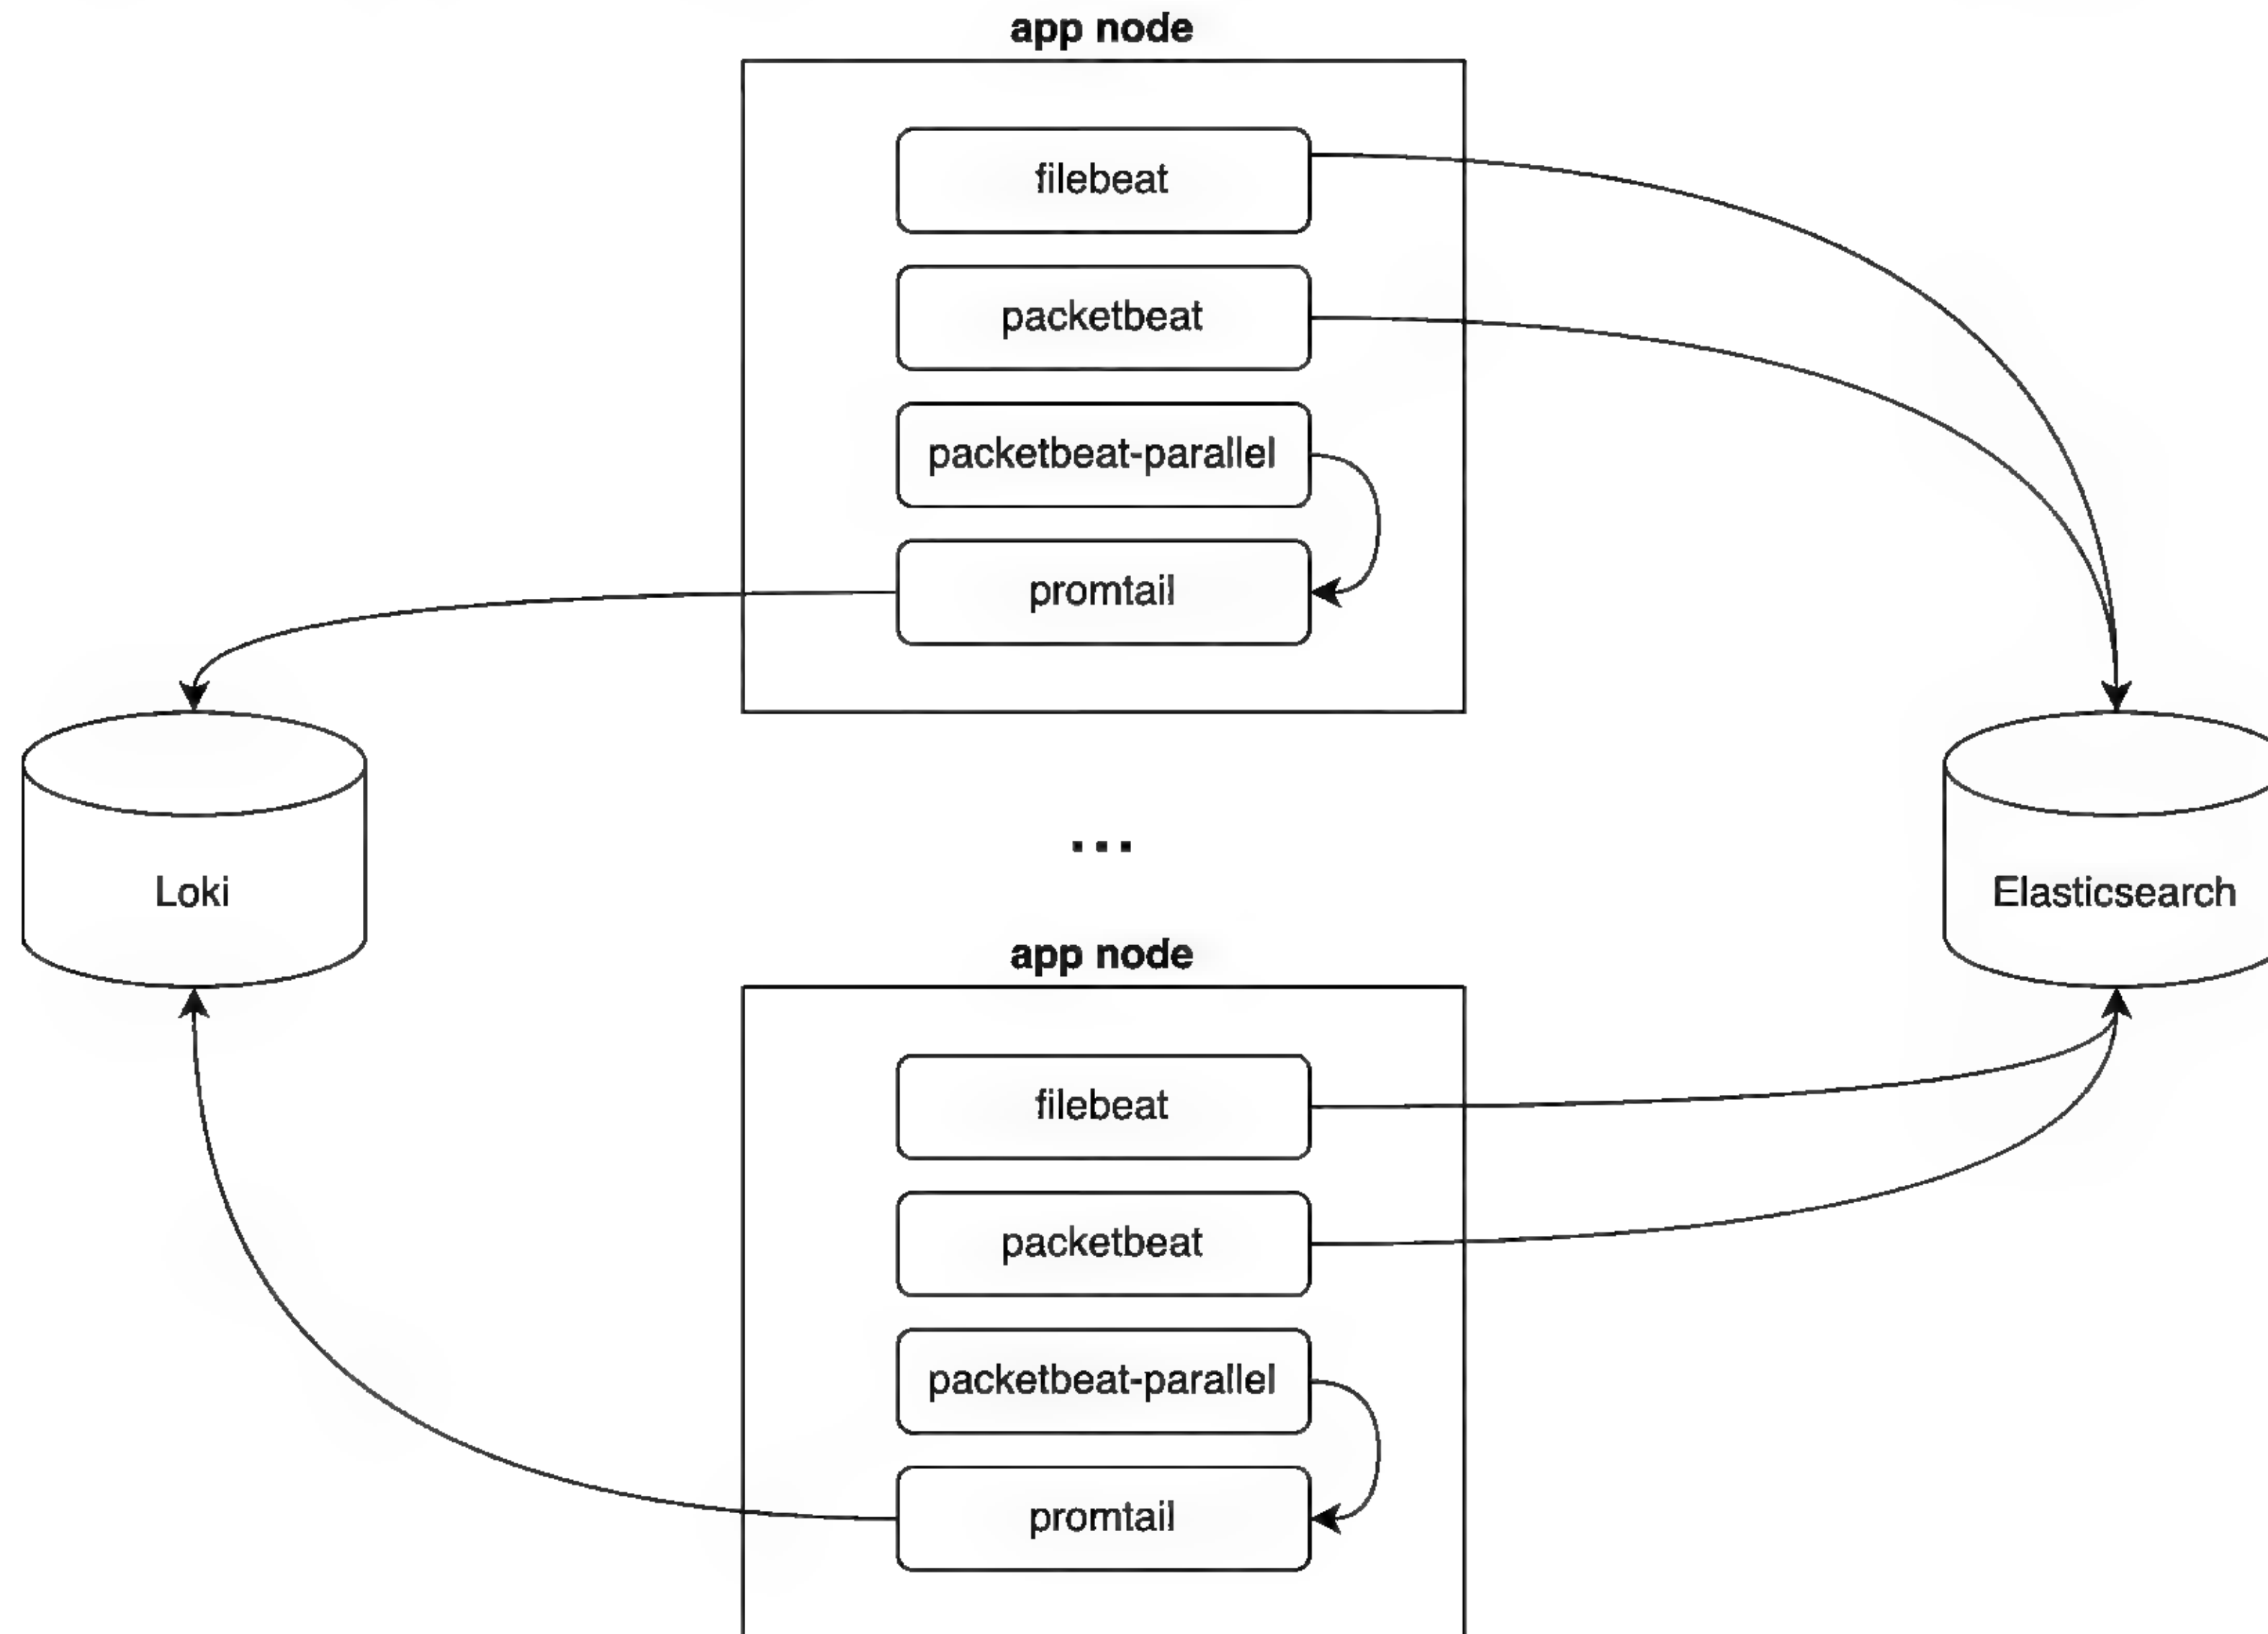 app node
filebeat
packetbeat
packetbeat-parallel
promtail
Loki
...
Elasticsearch
app node
filebeat
packetbeat
packetbeat-parallel
promtail